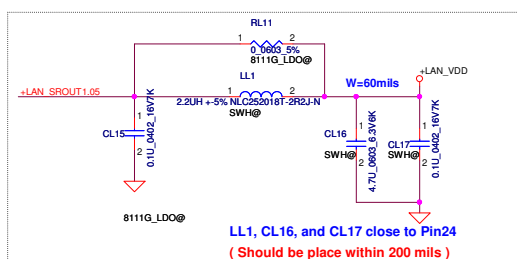 RL11
1 2
0_0603_5%
8111G_LDO@
LL1
+LAN_SROUT1.05
1 2
W=60mils
+LAN_VDD
2.2UH +-5% NLC252018T-2R2J-N
SWH@
1
CL15
2
0.1U_0402_16V7K
1
CL16
SWH@
2
4.7U_0603_6.3V6K
1
CL17
SWH@
2
0.1U_0402_16V7K
8111G_LDO@
LL1, CL16, and CL17 close to Pin24
( Should be place within 200 mils )